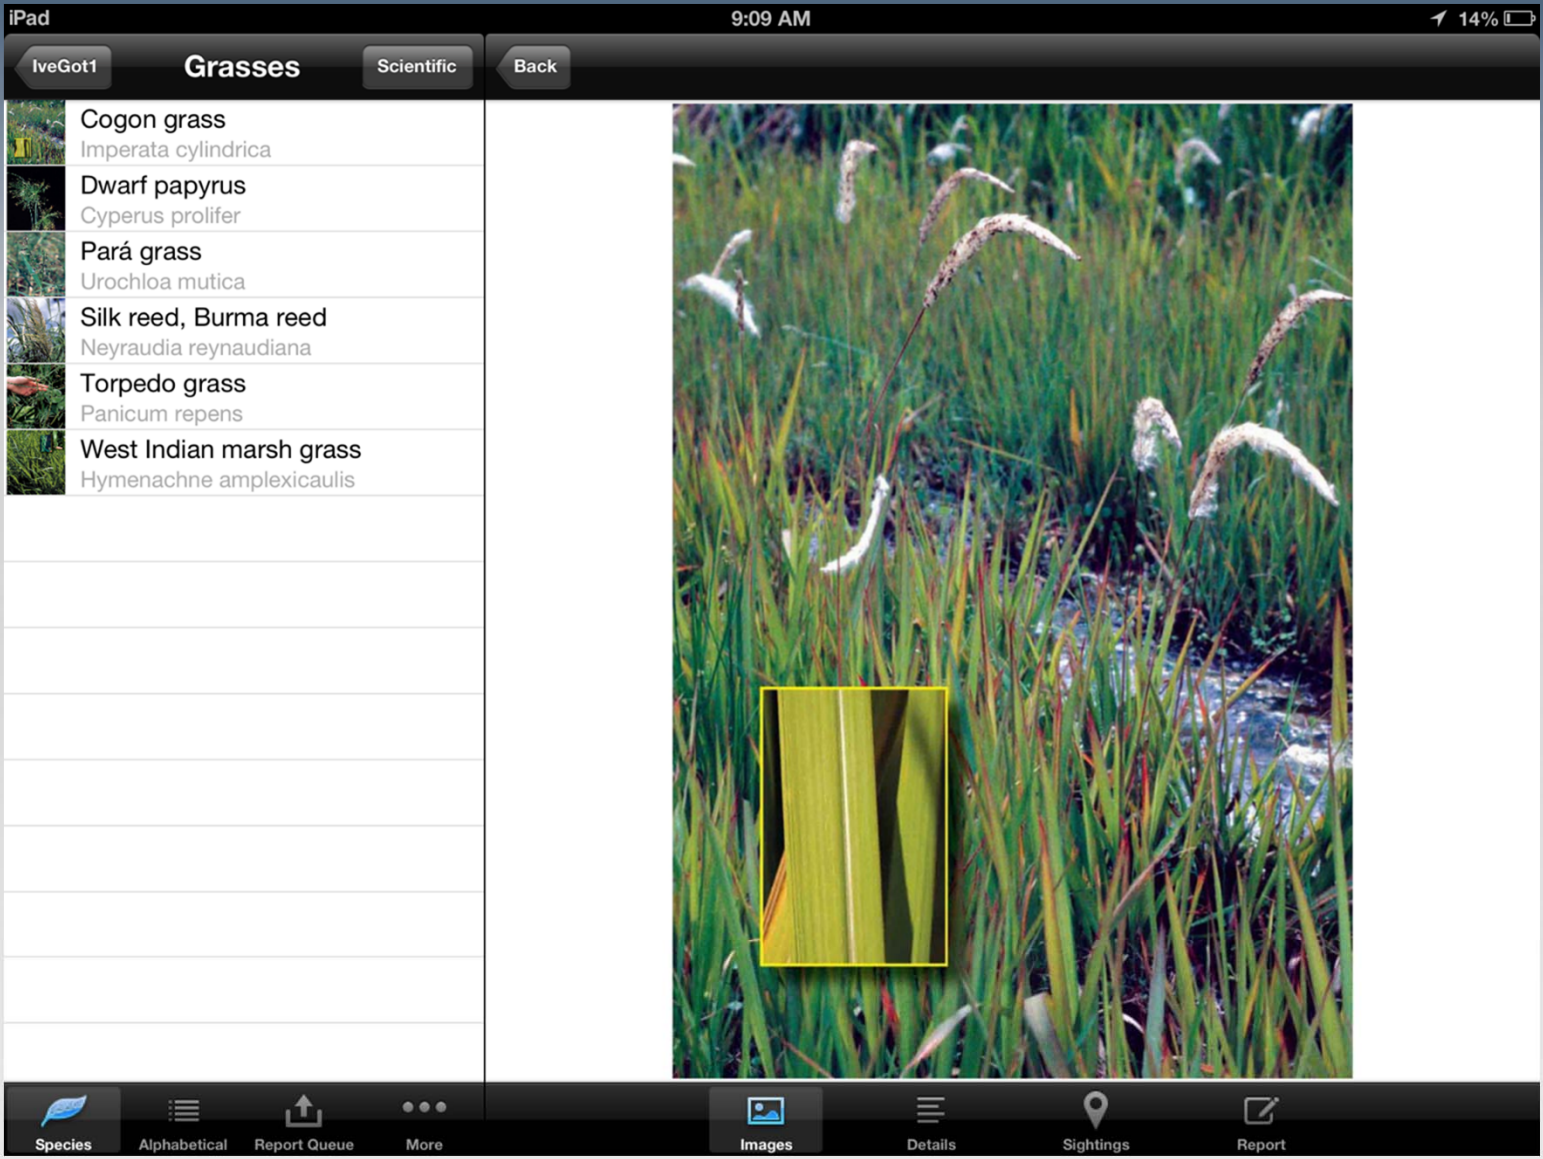 iPad
9:09 AM
14%
IveGot1
Grasses
Scientific
Back
Cogon grass
Imperata cylindrica
Dwarf papyrus
Cyperus prolifer
Pará grass
Urochloa mutica
Silk reed, Burma reed
Neyraudia reynaudiana
Torpedo grass
Panicum repens
West Indian marsh grass
Hymenachne amplexicaulis
Species
Alphabetical
Report Queue
More
Images
Details
Sightings
Report